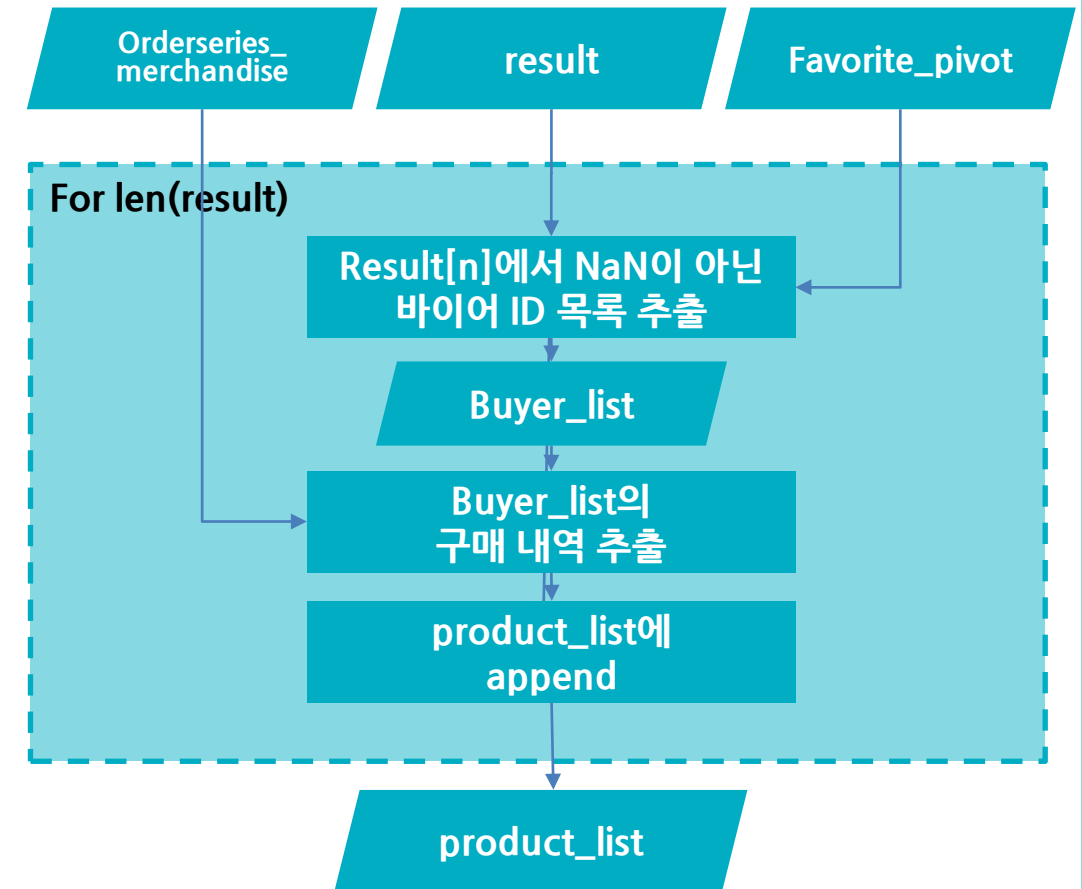 Orderseries_
merchandise
result
Favorite_pivot
For len(result)
Result[n]에서 NaN이 아닌
바이어 ID 목록 추출
Buyer_list
Buyer_list의
구매 내역 추출
product_list에
append
product_list